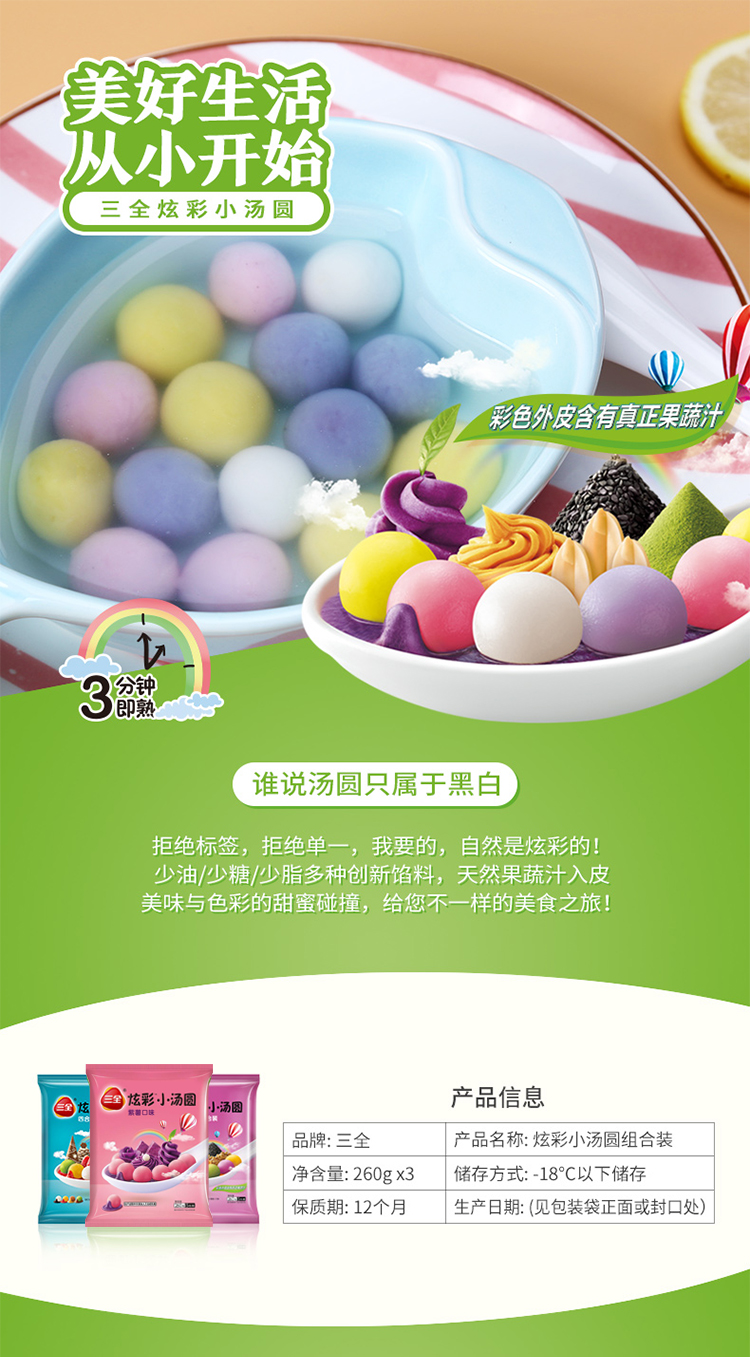 美好生活
从小开始
三全炫彩小汤圆
彩色外皮含有真正果蔬汁
3分钟
即熟
谁说汤圆只属于黑白
拒绝标签，拒绝单一，我要的，自然是炫彩的！
少油/少糖/少脂多种创新馅料，天然果蔬汁入皮
美味与色彩的甜蜜碰撞，给您不一样的美食之旅！
三全 炫
三全 炫彩小汤圆
紫薯口味
小汤圆
产品信息
品牌: 三全 产品名称: 炫彩小汤圆组合装
净含量: 260g x3 储存方式: -18°C以下储存
保质期: 12个月 生产日期: (见包装袋正面或封口处）